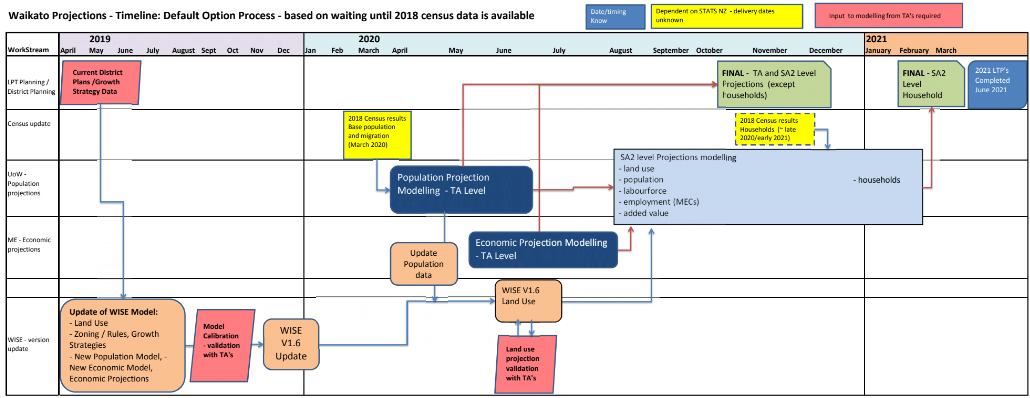 Waikato Projections - Timeline: Default Option Process - based on waiting until 2018 census data is available
Date/timing
Know
Dependent on STATS NZ - delivery dates
unknown
Input to modelling from TA's required
2019
2020
2021
WorkStream
April May June July August Sept Oct Nov Dec Jan Feb March April May June July August September October November December January February March
LPT Planning /
District Planning
Current District
Plans /Growth
Strategy Data
FINAL - TA and SA2 Level
Projections (except
households)
FINAL - SA2
Level
Household
2021 LTP's
Completed
June 2021
Census update
2018 Census results
Base population
and migration
(March 2020)
2018 Census results
Households (~ late
2020/early 2021)
UoW -
Population
projections
Population Projection
Modelling - TA Level
SA2 level Projections modelling
- land use
- population
- labourforce
- employment (MECs)
- added value
- households
ME - Economic
projections
Update
Population
data
Economic Projection Modelling
- TA Level
WISE - version
update
Update of WISE Model:
- Land Use
- Zoning / Rules, Growth
Strategies
- New Population Model, -
New Economic Model,
Economic Projections
Model
Calibration
- validation
with TA's
WISE
V1.6
Update
WISE V1.6
Land Use
Land use
projection
validation
with TA's